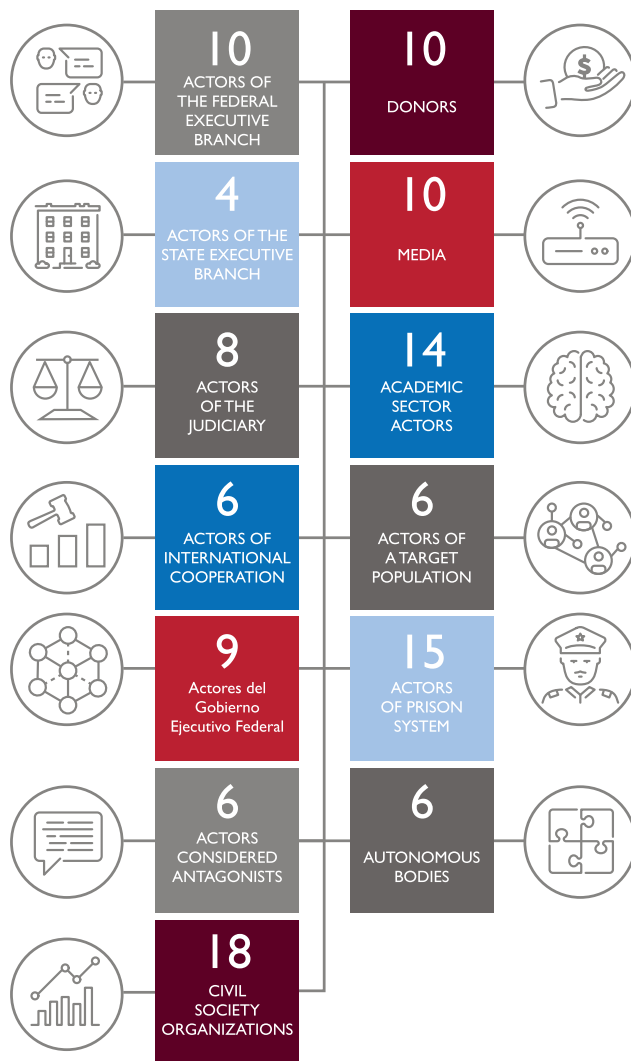 10
ACTORS OF
THE FEDERAL
EXECUTIVE
BRANCH
10
DONORS
$
4
ACTORS OF THE
STATE EXECUTIVE
BRANCH
10
MEDIA
8
ACTORS
OF THE
JUDICIARY
14
ACADEMIC
SECTOR
ACTORS
6
ACTORS OF
INTERNATIONAL
COOPERATION
6
ACTORS OF
A TARGET
POPULATION
9
Actores del
Gobierno
Ejecutivo Federal
15
ACTORS
OF PRISON
SYSTEM
6
ACTORS
CONSIDERED
ANTAGONISTS
6
AUTONOMOUS
BODIES
18
CIVIL
SOCIETY
ORGANIZATIONS